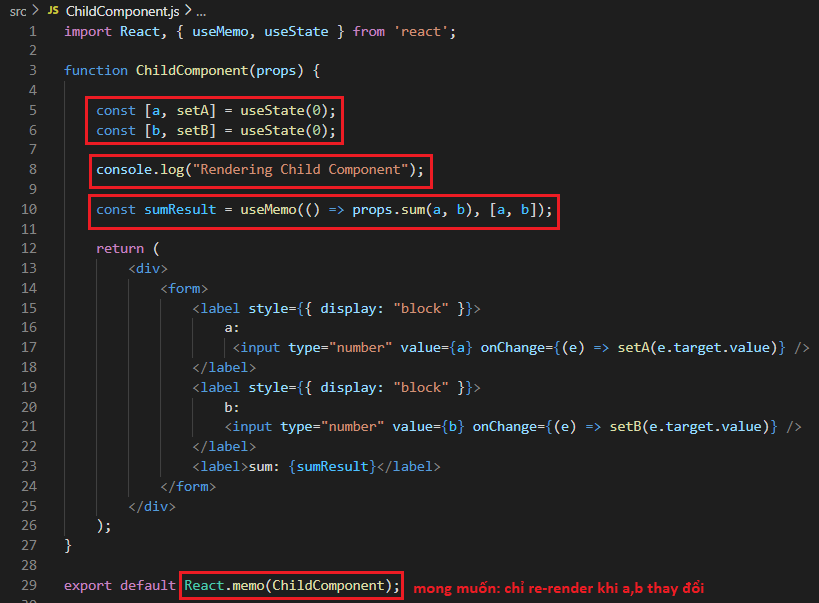 src > JS ChildComponent.js > ...
1 import React, { useMemo, useState } from 'react';
2
3 function ChildComponent(props) {
4
5 const [a, setA] = useState(0);
6 const [b, setB] = useState(0);
7
8 console.log("Rendering Child Component");
9
10 const sumResult = useMemo(() => props.sum(a, b), [a, b]);
11
12 return (
13 <div>
14 <form>
15 <label style={{ display: "block" }}>
16 a:
17 <input type="number" value={a} onChange={(e) => setA(e.target.value)} />
18 </label>
19 <label style={{ display: "block" }}>
20 b:
21 <input type="number" value={b} onChange={(e) => setB(e.target.value)} />
22 </label>
23 <label>sum: {sumResult}</label>
24 </form>
25 </div>
26 );
27 }
28
29 export default React.memo(ChildComponent); mong muốn: chỉ re-render khi a,b thay đổi